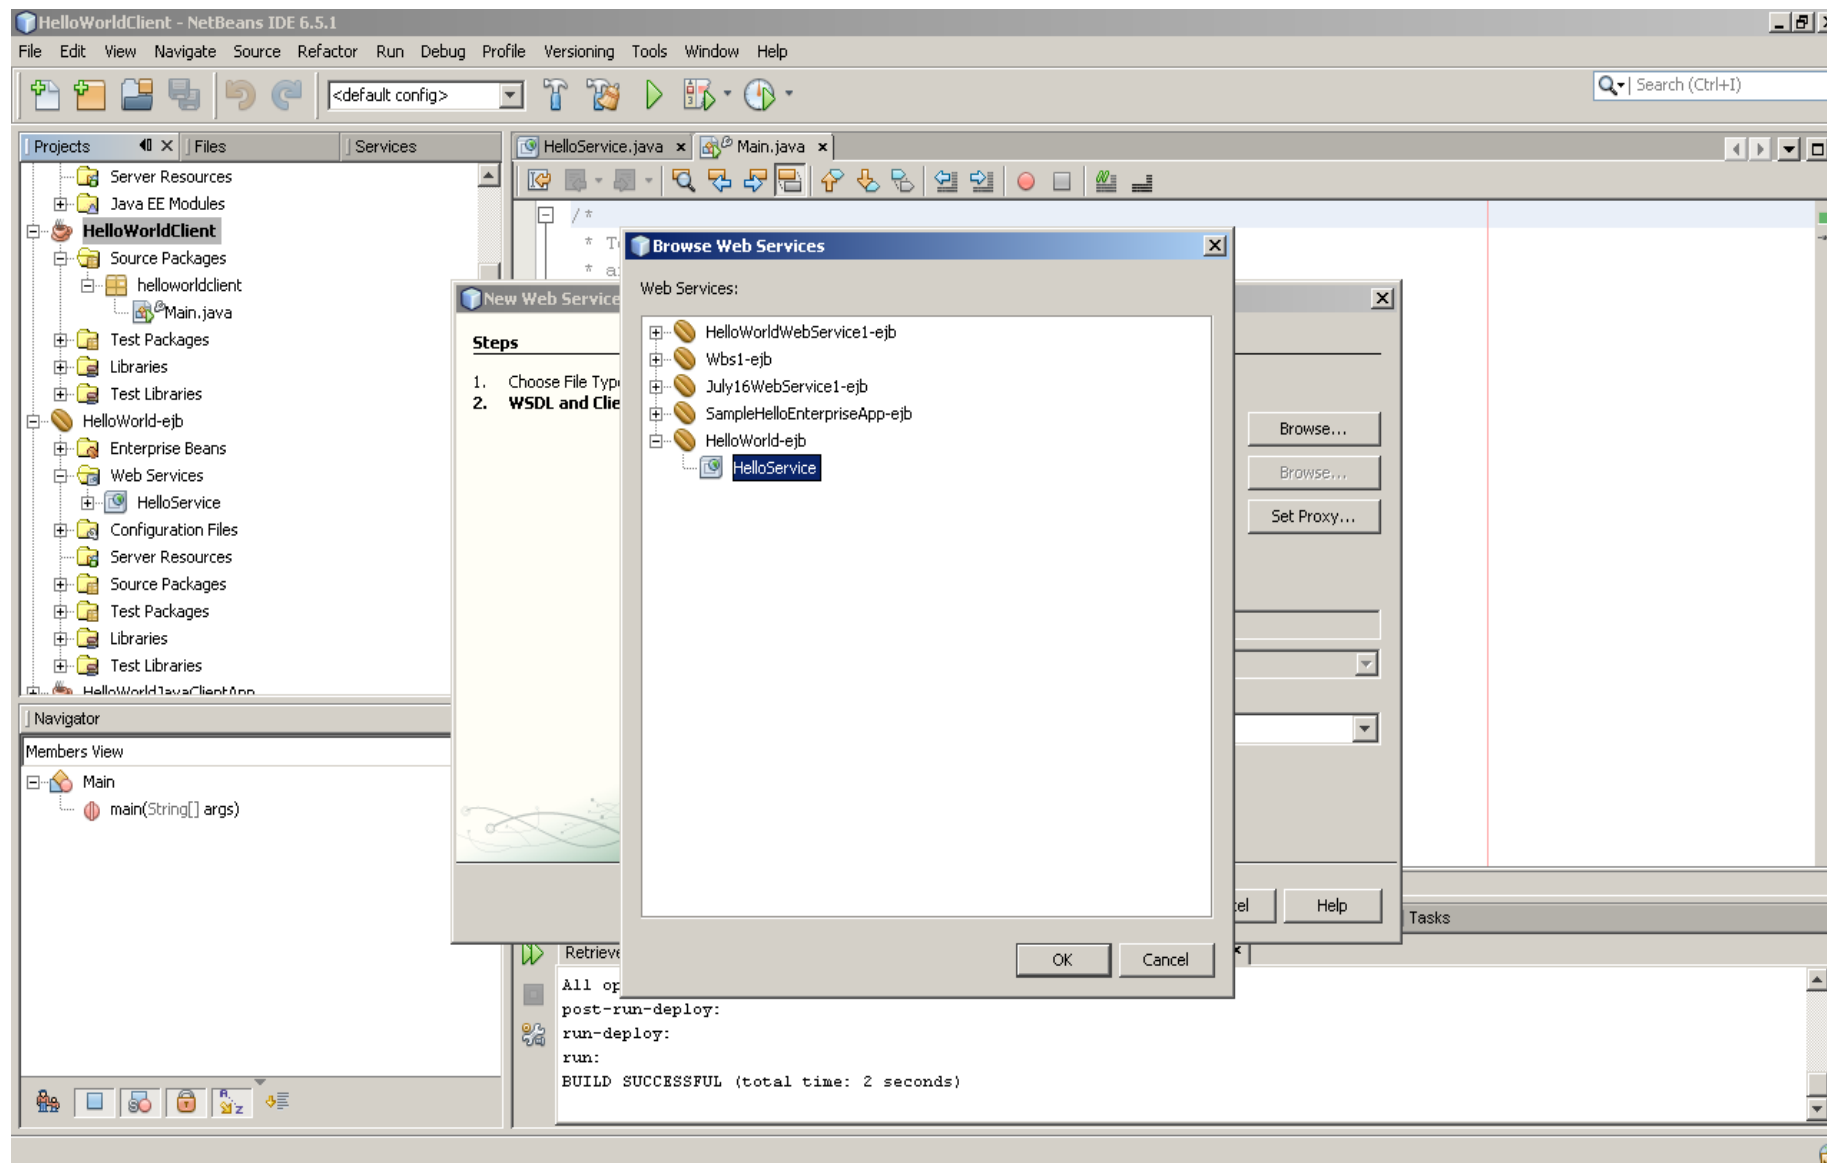 HelloWorldClient - NetBeans IDE 6.5.1
File Edit View Navigate Source Refactor Run Debug Profile Versioning Tools Window Help
<default config>
Search (Ctrl+I)
Projects
Files
Services
HelloService.java
Main.java
Server Resources
Java EE Modules
HelloWorldClient
Source Packages
helloworldclient
Main.java
Test Packages
Libraries
Test Libraries
HelloWorld-ejb
Enterprise Beans
Web Services
HelloService
Configuration Files
Server Resources
Source Packages
Test Packages
Libraries
Test Libraries
HelloWorldJavaClientApp
Navigator
Members View
Main
main(String[] args)
/*
*
*
New Web Service
Steps
1. Choose File Typ
2. WSDL and Clie
Browse...
Browse...
Set Proxy...
Help
Browse Web Services
Web Services:
HelloWorldWebService1-ejb
Wbs1-ejb
July16WebService1-ejb
SampleHelloEnterpriseApp-ejb
HelloWorld-ejb
HelloService
OK
Cancel
Tasks
Retrieve
All op
post-run-deploy:
run-deploy:
run:
BUILD SUCCESSFUL (total time: 2 seconds)